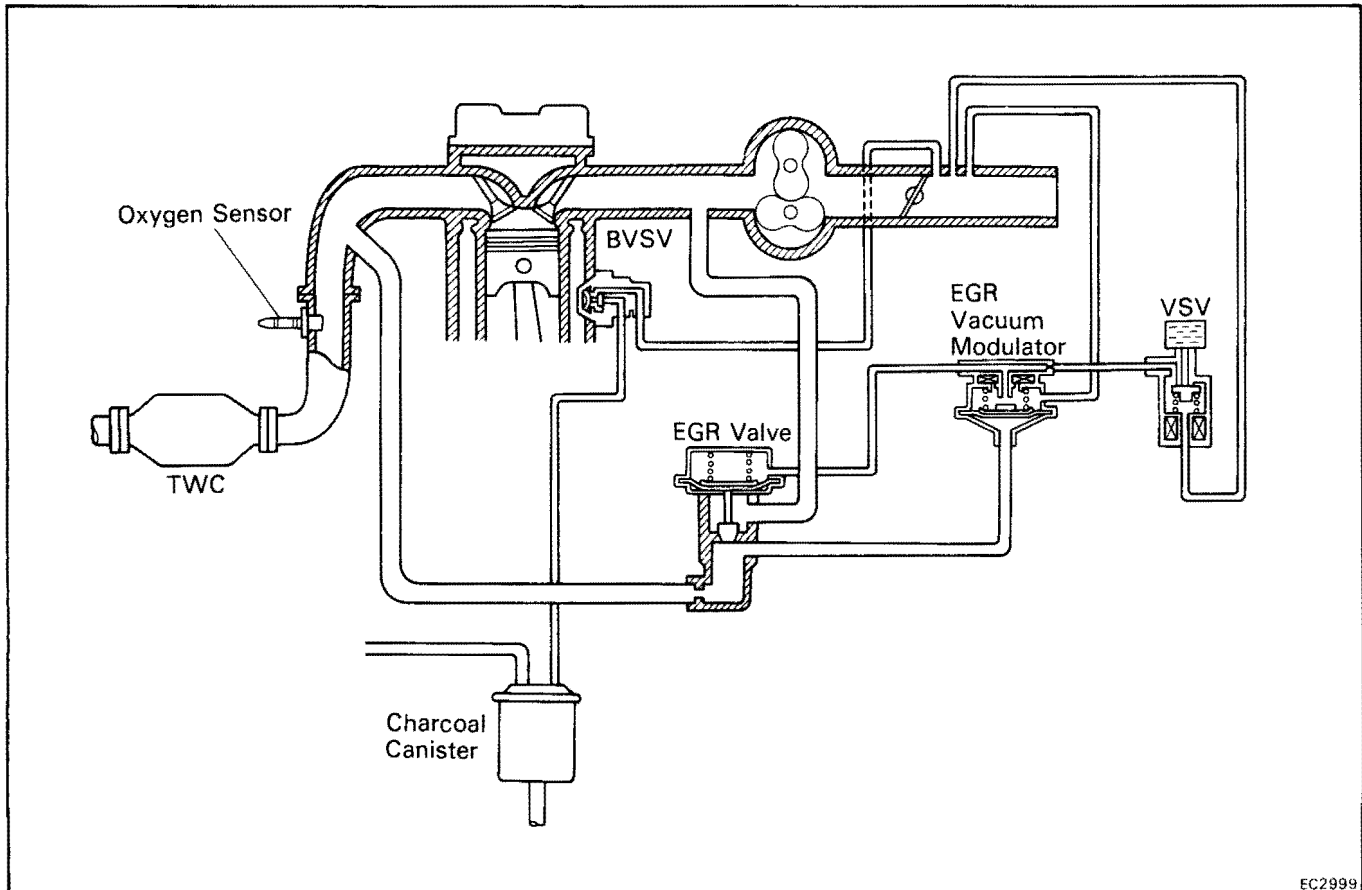 Oxygen Sensor
BVSV
EGR
Vacuum
Modulator
VSV
EGR Valve
TWC
Charcoal
Canister
EC2999